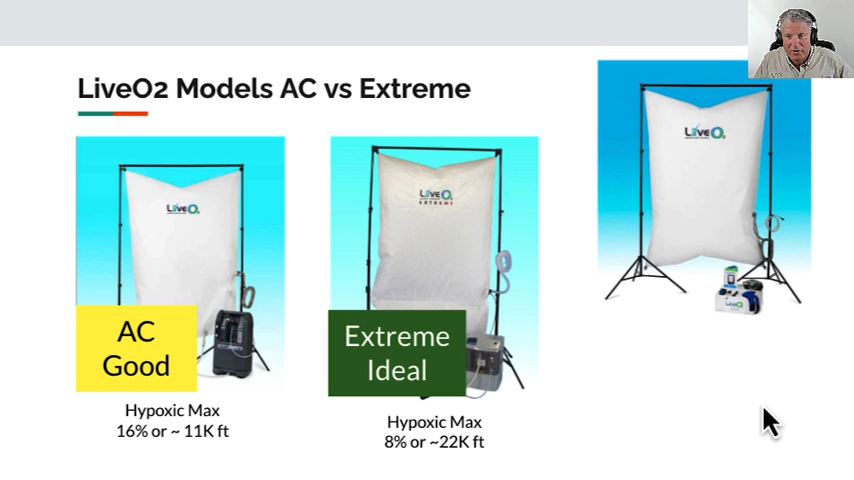 LiveO2 Models AC vs Extreme
LiveO2
LiveO2
EXTREME
LiveO2
LiveO2
AC
Good
Extreme
Ideal
Hypoxic Max
16% or ~ 11K ft
Hypoxic Max
8% or ~22K ft